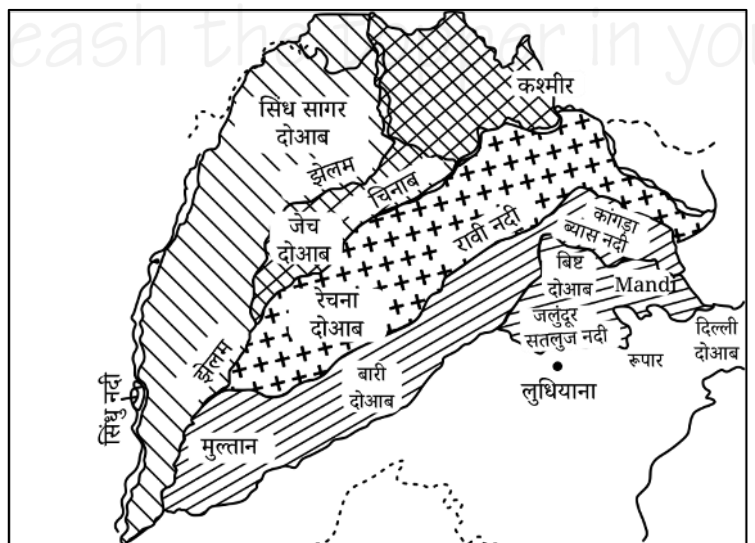 कश्मीर
सिंध सागर
दोआब
झेलम
चिनाब
जेच
दोआब
रावी नदी
कांगड़ा
ब्यास नदी
बिष्ट
दोआब
Mandi
रेचना
दोआब
जलुंदूर
सतलुज नदी
दिल्ली
दोआब
रूपार
झेलम
बारी
दोआब
लुधियाना
सिंधु नदी
मुल्तान